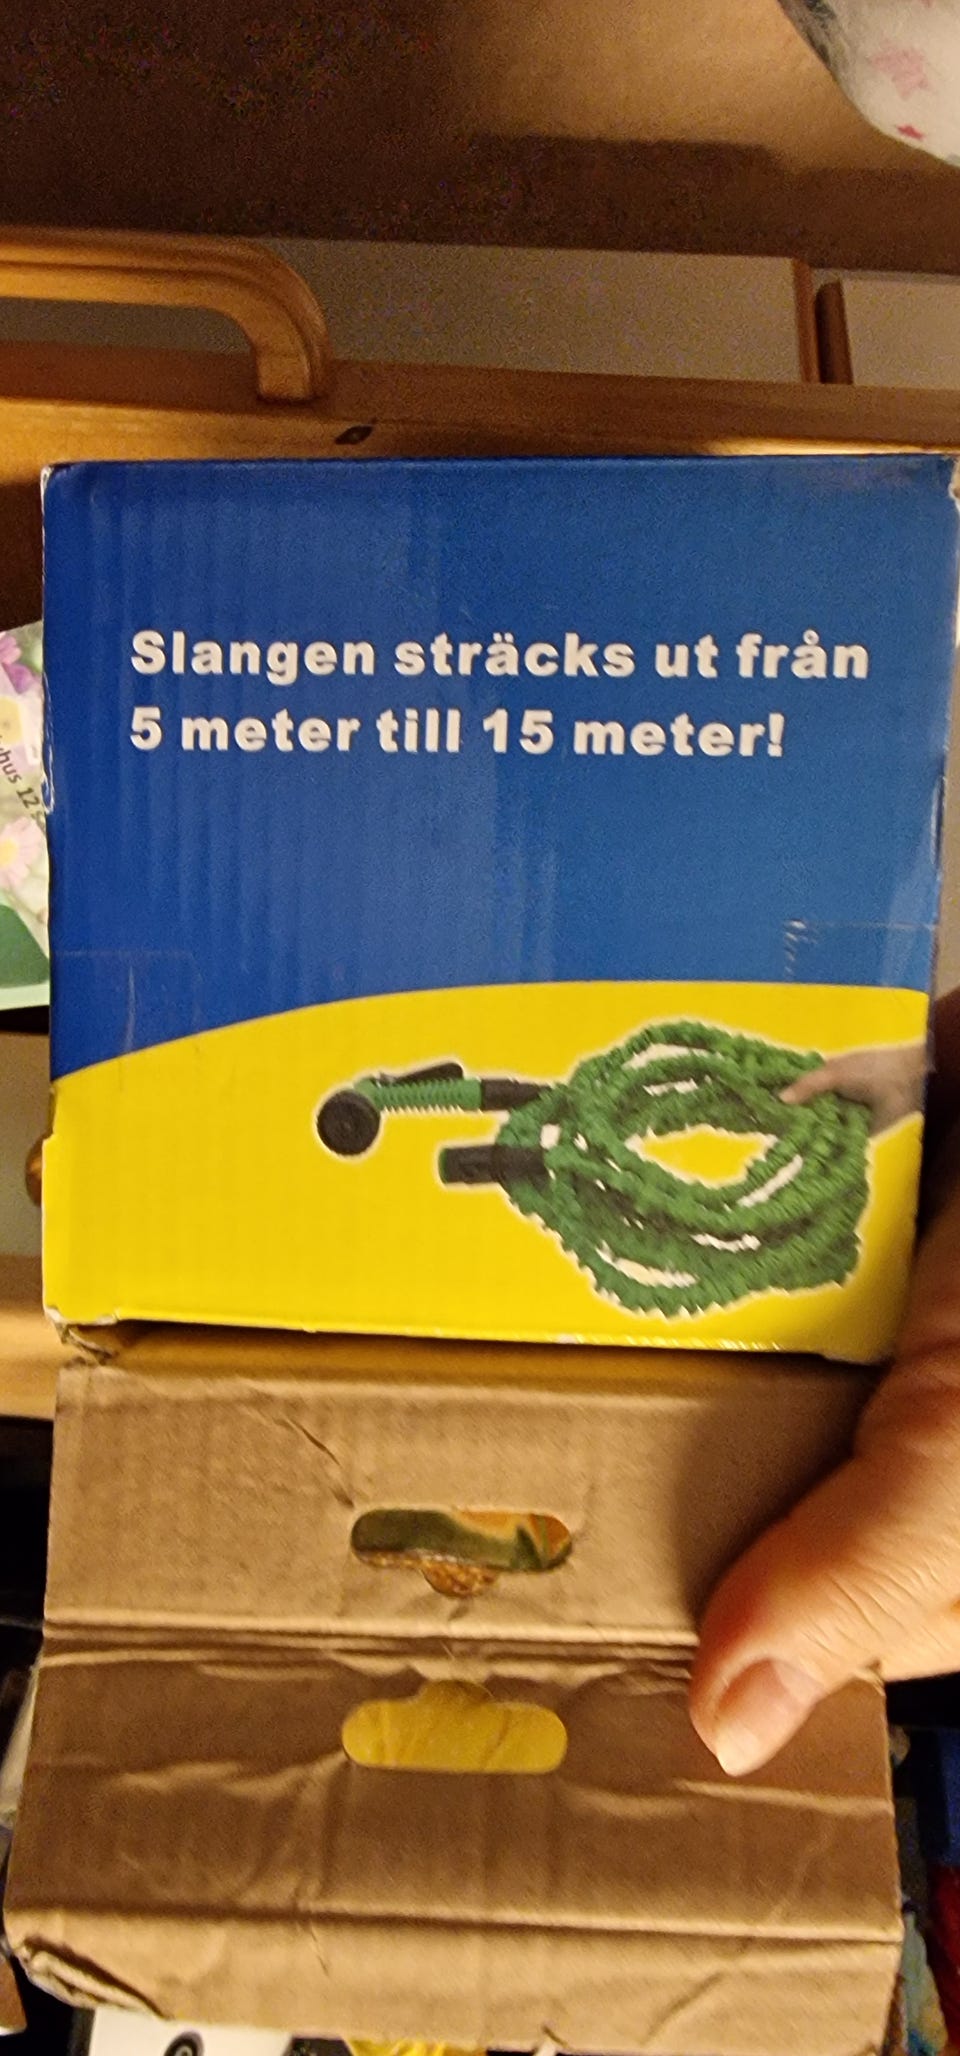 Slangen sträcks ut från
5 meter till 15 meter!